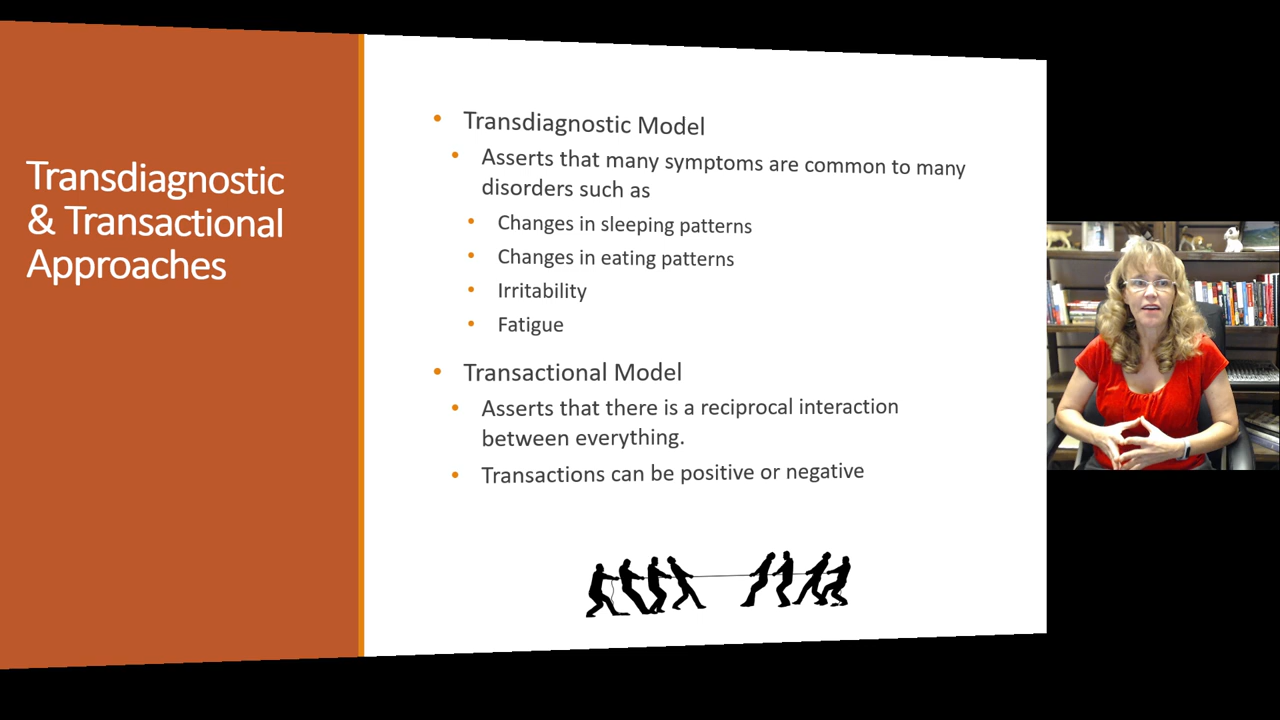 Transdiagnostic
& Transactional
Approaches
• Transdiagnostic Model
• Asserts that many symptoms are common to many
disorders such as
• Changes in sleeping patterns
• Changes in eating patterns
• Irritability
• Fatigue
• Transactional Model
• Asserts that there is a reciprocal interaction
between everything.
• Transactions can be positive or negative